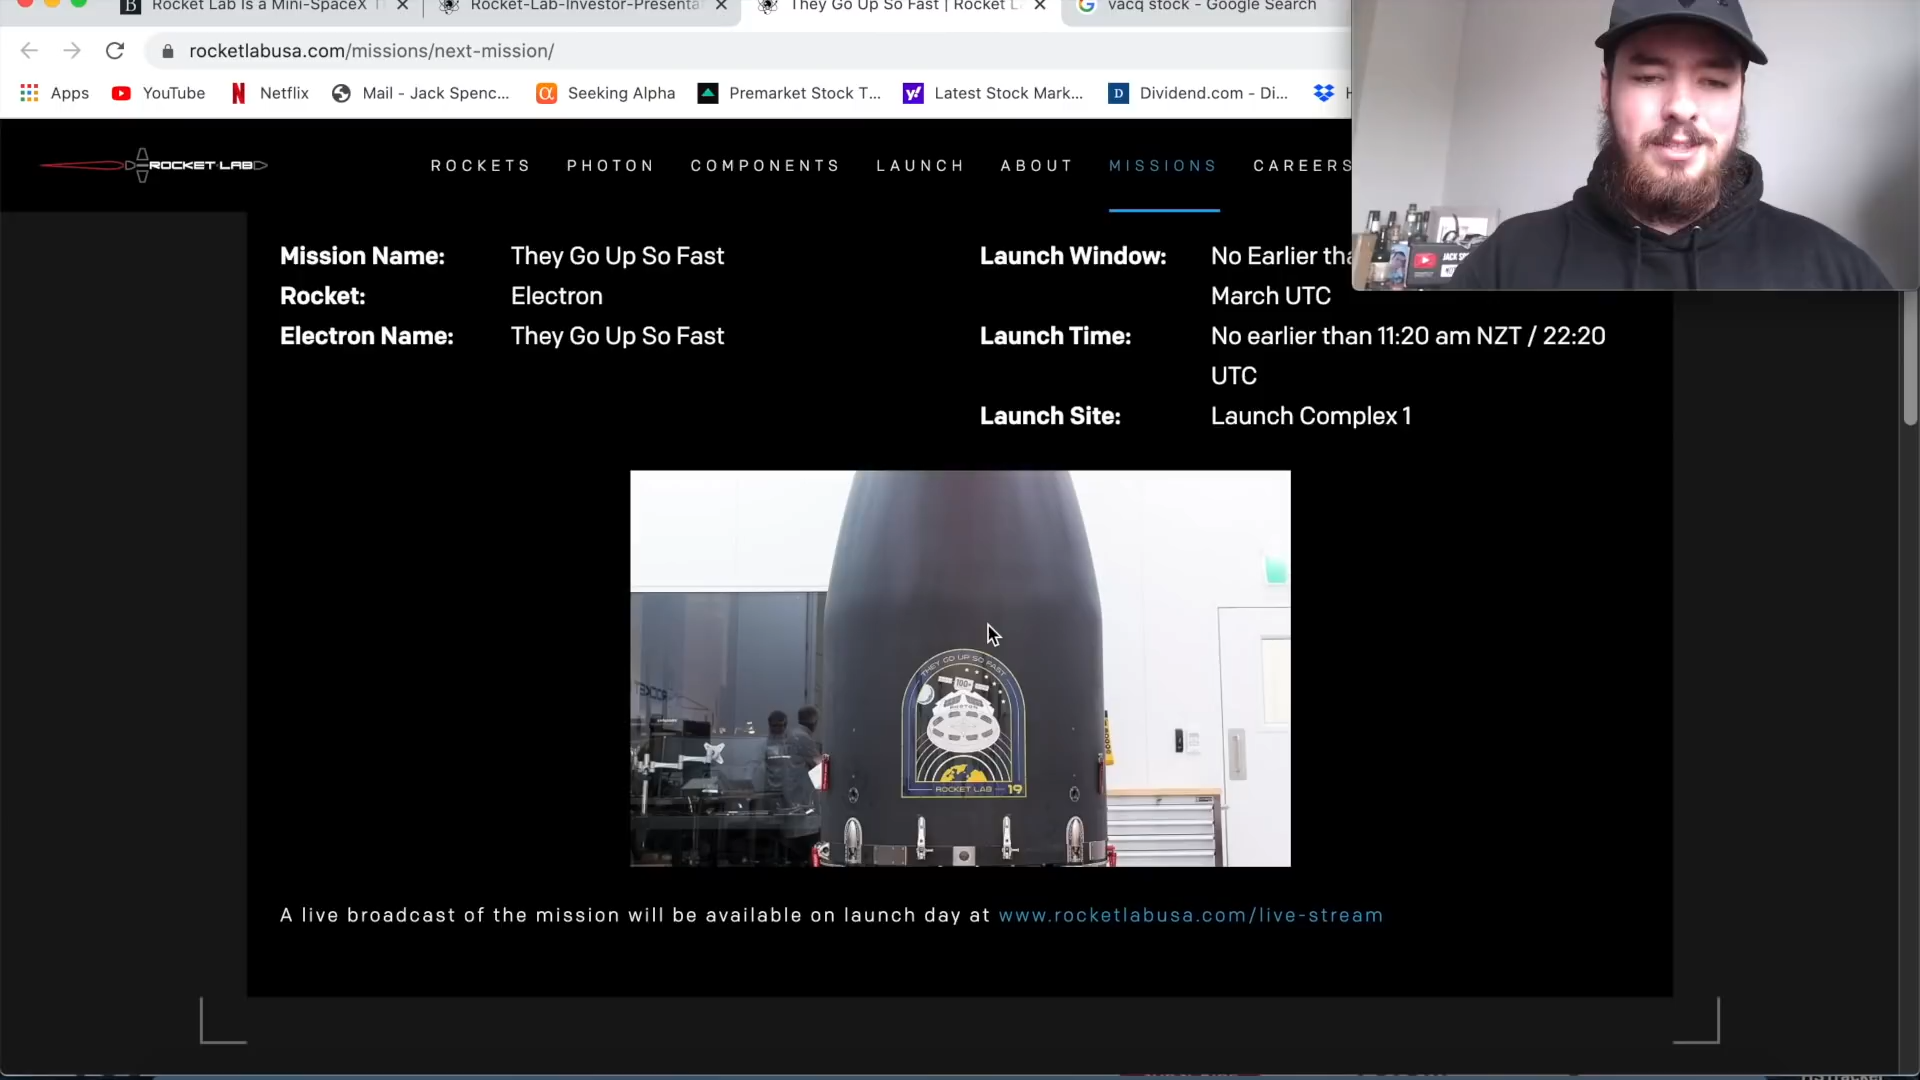 Rocket Lab Is a Mini-SpaceX
Rocket-Lab-Investor-Presenta
They Go Up So Fast | Rocket L
vacq stock - Google Search
rocketlabusa.com/missions/next-mission/
Apps
YouTube
Netflix
Mail - Jack Spenc...
Seeking Alpha
Premarket Stock T...
Latest Stock Mark...
Dividend.com - Di...
ROCKET LAB
ROCKETS
PHOTON
COMPONENTS
LAUNCH
ABOUT
MISSIONS
CAREERS
Mission Name: They Go Up So Fast
Rocket: Electron
Electron Name: They Go Up So Fast
Launch Window: No Earlier tha
March UTC
Launch Time: No earlier than 11:20 am NZT / 22:20
UTC
Launch Site: Launch Complex 1
THEY GO UP SO FAST
100+
PHOTON
ROCKET LAB 19
A live broadcast of the mission will be available on launch day at www.rocketlabusa.com/live-stream